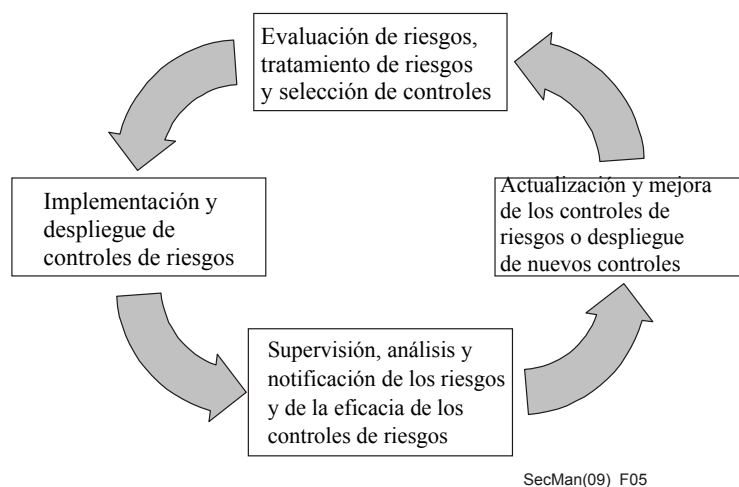 Evaluación de riesgos,
tratamiento de riesgos
y selección de controles
Implementación y
despliegue de
controles de riesgos
Actualización y mejora
de los controles de
riesgos o despliegue
de nuevos controles
Supervisión, análisis y
notificación de los riesgos
y de la eficacia de los
controles de riesgos
SecMan(09)_F05